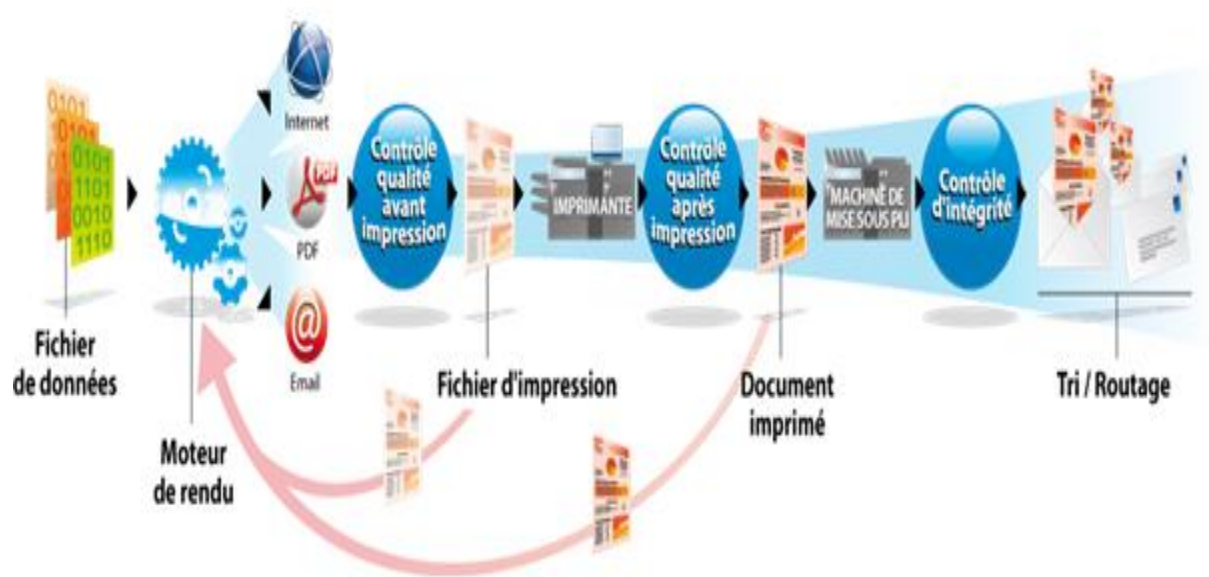 0101
10101
0101
1101
0010
1110
Fichier
de données
Moteur
de rendu
Internet
PDF
PDF
@
Email
Contrôle
qualité
avant
impression
Fichier d'impression
IMPRIMANTE
Contrôle
qualité
après
impression
Document
imprimé
MACHINE DE
MISE SOUS PLI
Contrôle
d'intégrité
Tri / Routage